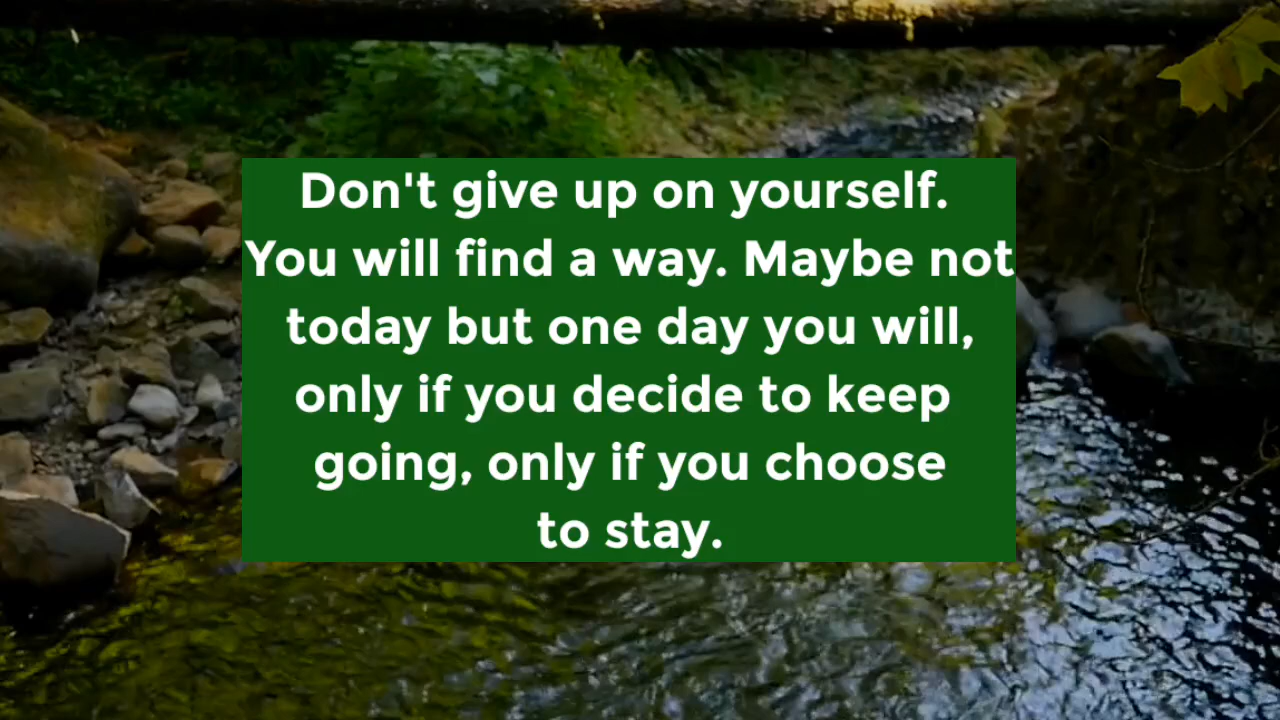 Don't give up on yourself.
You will find a way. Maybe not
today but one day you will,
only if you decide to keep
going, only if you choose
to stay.